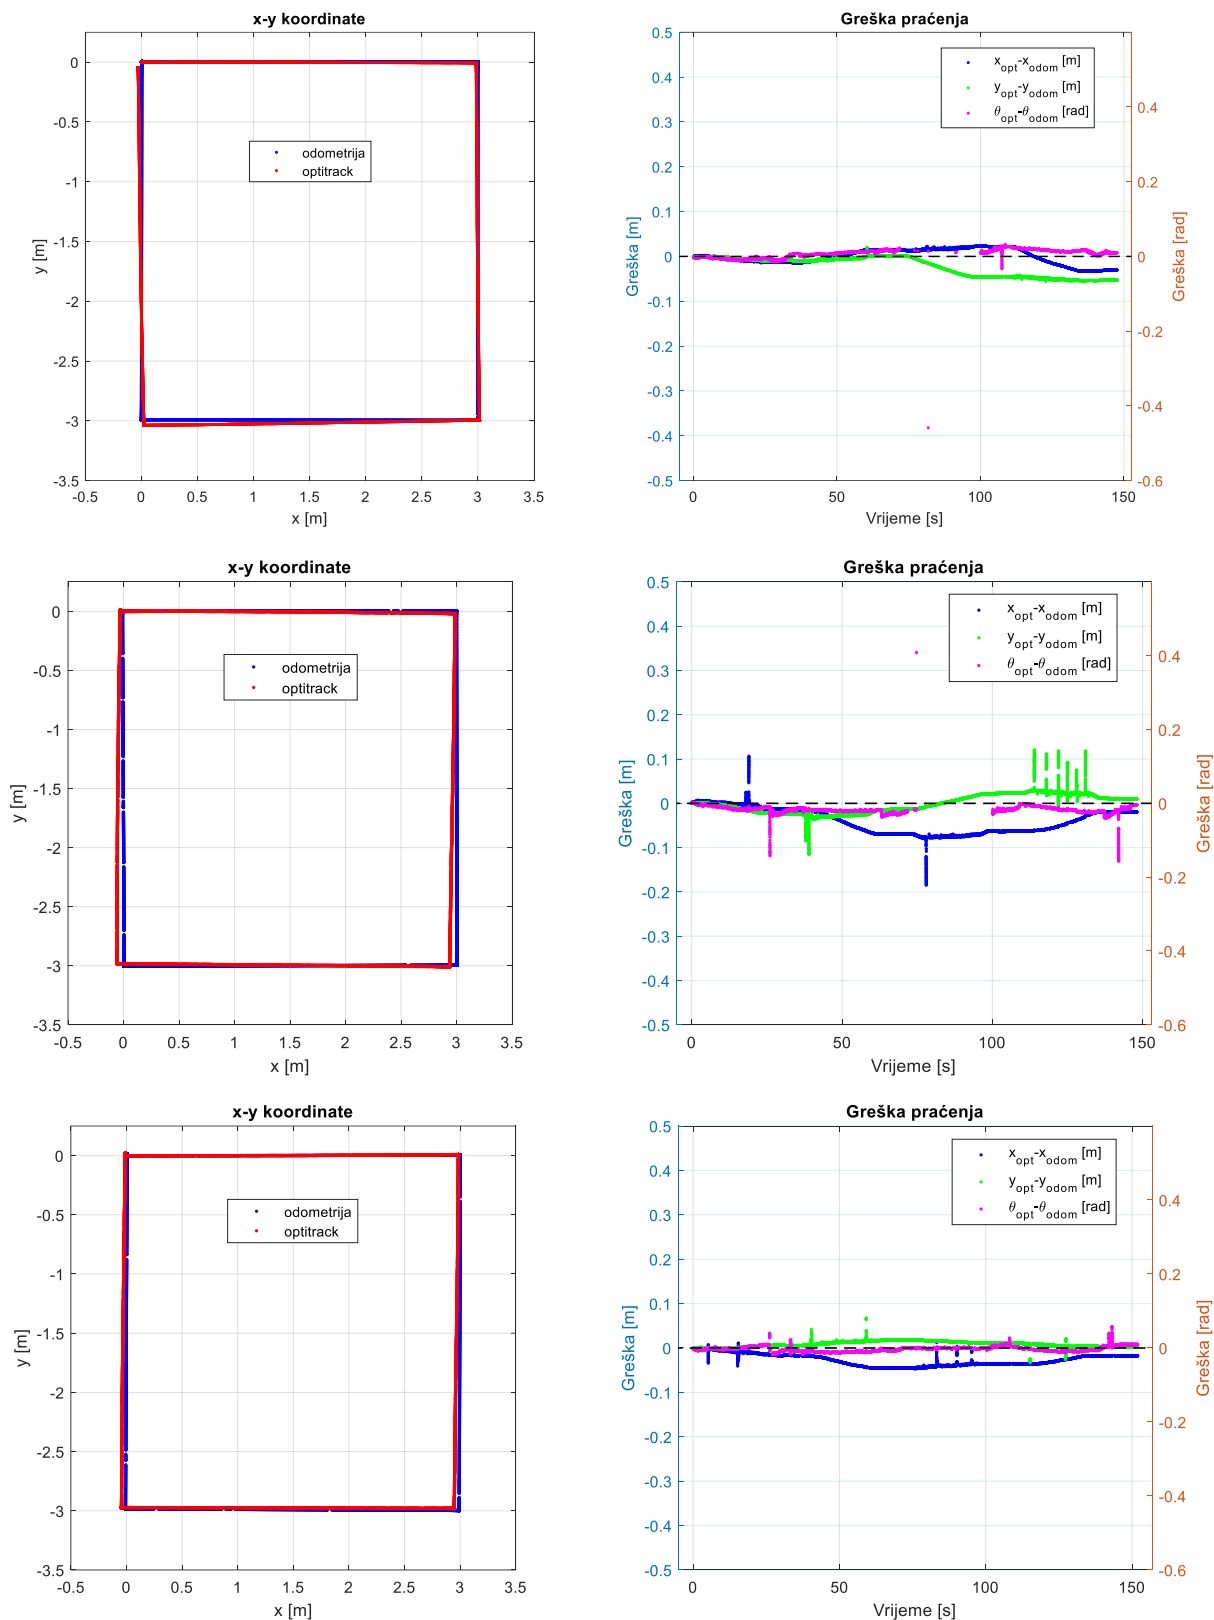 x-y koordinate
0
-0.5
-1
-1.5
-2
-2.5
-3
-3.5
y [m]
odometrija
optitrack
-0.5 0 0.5 1 1.5 2 2.5 3 3.5
x [m]
Greška praćenja
0.5
0.4
0.3
0.2
0.1
0
-0.1
-0.2
-0.3
-0.4
-0.5
Greška [m]
x_opt-x_odom [m]
y_opt-y_odom [m]
θ_opt-θ_odom [rad]
0.4
0.2
0
-0.2
-0.4
-0.6
Greška [rad]
0 50 100 150
Vrijeme [s]
x-y koordinate
0
-0.5
-1
-1.5
-2
-2.5
-3
-3.5
y [m]
odometrija
optitrack
-0.5 0 0.5 1 1.5 2 2.5 3 3.5
x [m]
Greška praćenja
0.5
0.4
0.3
0.2
0.1
0
-0.1
-0.2
-0.3
-0.4
-0.5
Greška [m]
x_opt-x_odom [m]
y_opt-y_odom [m]
θ_opt-θ_odom [rad]
0.4
0.2
0
-0.2
-0.4
-0.6
Greška [rad]
0 50 100 150
Vrijeme [s]
x-y koordinate
0
-0.5
-1
-1.5
-2
-2.5
-3
-3.5
y [m]
odometrija
optitrack
-0.5 0 0.5 1 1.5 2 2.5 3 3.5
x [m]
Greška praćenja
0.5
0.4
0.3
0.2
0.1
0
-0.1
-0.2
-0.3
-0.4
-0.5
Greška [m]
x_opt-x_odom [m]
y_opt-y_odom [m]
θ_opt-θ_odom [rad]
0.4
0.2
0
-0.2
-0.4
-0.6
Greška [rad]
0 50 100 150
Vrijeme [s]